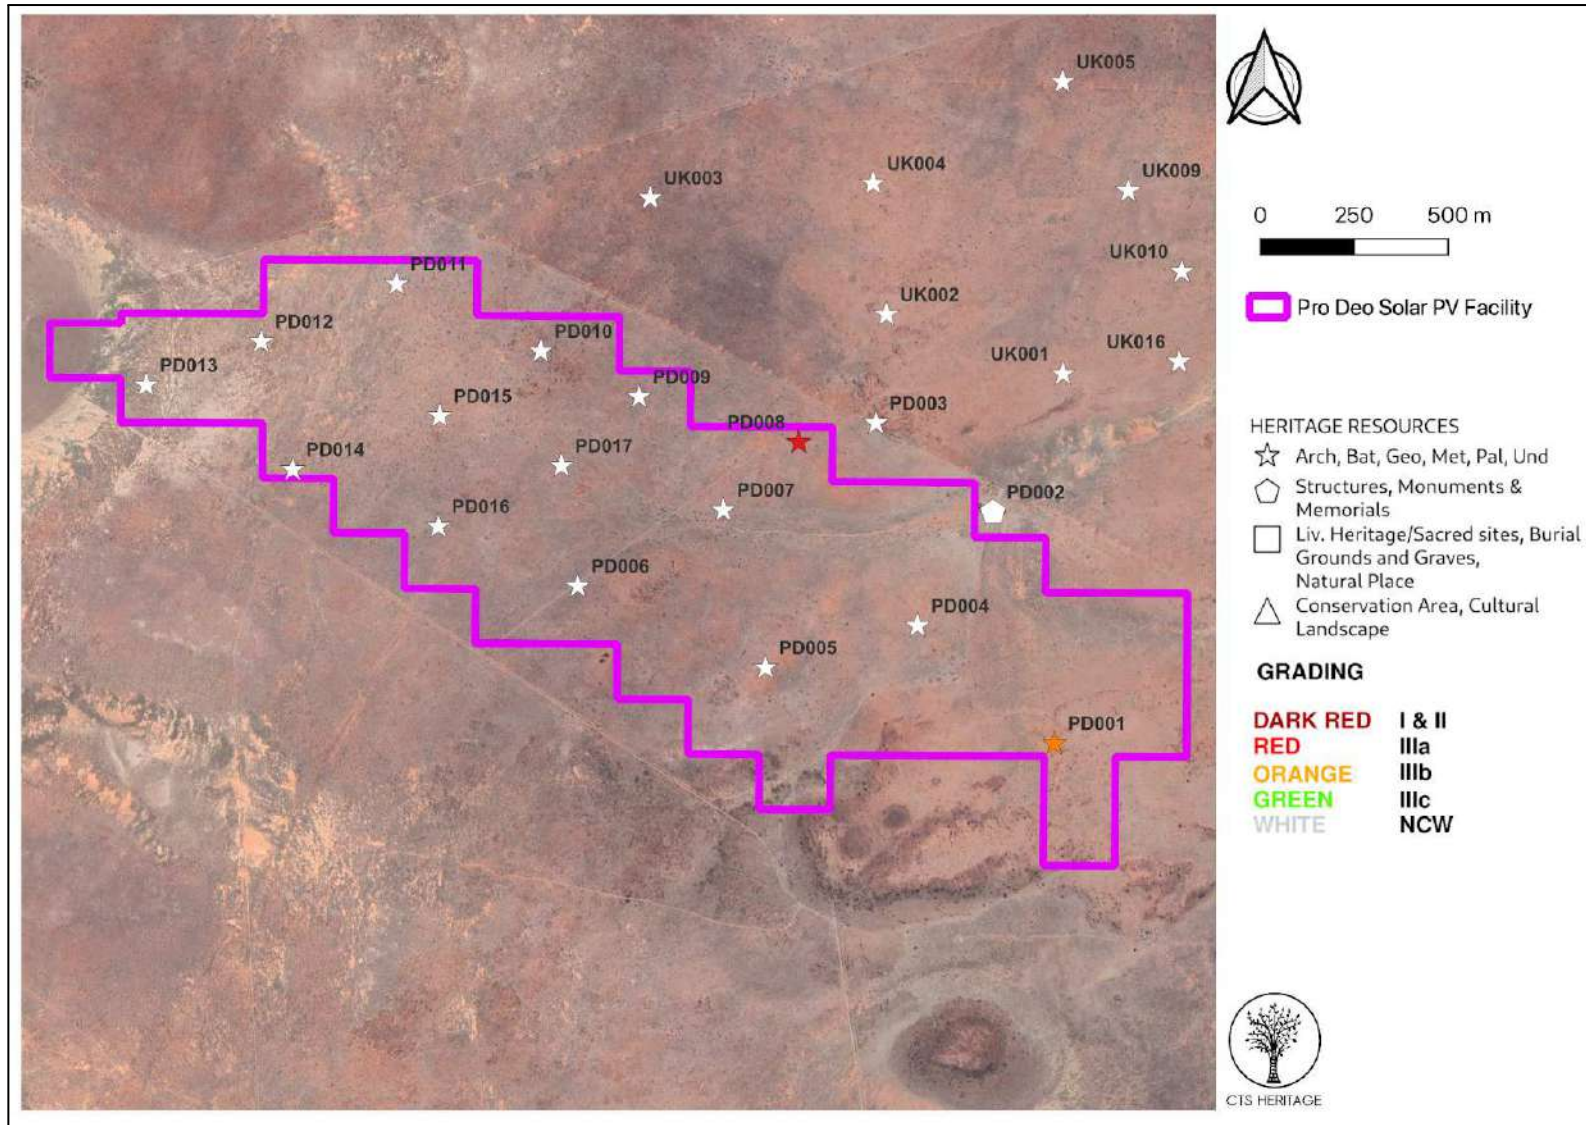 UK005
UK004
UK009
UK003
UK010
PD011
UK002
PD012
PD010
UK001
UK016
PD013
PD009
PD015
PD003
PD008
PD014
PD017
PD007
PD002
PD016
PD006
PD004
PD005
PD001
0 250 500 m
Pro Deo Solar PV Facility
HERITAGE RESOURCES
Arch, Bat, Geo, Met, Pal, Und
Structures, Monuments &
Memorials
Liv. Heritage/Sacred sites, Burial
Grounds and Graves,
Natural Place
Conservation Area, Cultural
Landscape
GRADING
DARK RED I & II
RED IIIa
ORANGE IIIb
GREEN IIIc
WHITE NCW
CTS HERITAGE